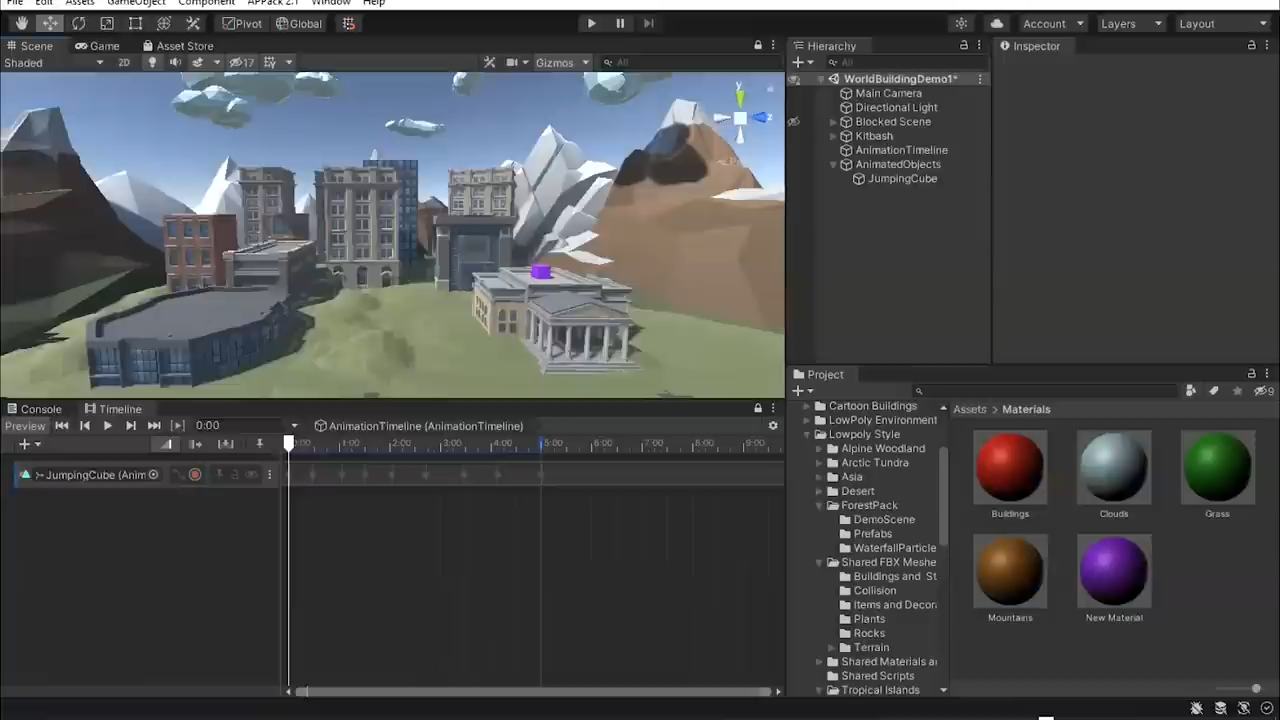 File Edit Assets GameObject Component APPack 2.1 Window Help
Pivot Global Account Layers Layout
Scene Game Asset Store
Shaded 2D 17 Gizmos All
y
z
Hierarchy
All
WorldBuildingDemo1*
Main Camera
Directional Light
Blocked Scene
Kitbash
AnimationTimeline
AnimatedObjects
JumpingCube
Inspector
Console Timeline
Preview 0:00 AnimationTimeline (AnimationTimeline)
1:00 2:00 3:00 4:00 5:00 6:00 7:00 8:00 9:00
JumpingCube (Anim
Project
9
Cartoon Buildings
LowPoly Environment
Lowpoly Style
Alpine Woodland
Arctic Tundra
Asia
Desert
ForestPack
DemoScene
Prefabs
WaterfallParticle
Shared FBX Meshe
Buildings and St
Collision
Items and Decora
Plants
Rocks
Terrain
Shared Materials a
Shared Scripts
Tropical Islands
Assets > Materials
Buildings Clouds Grass
Mountains New Material